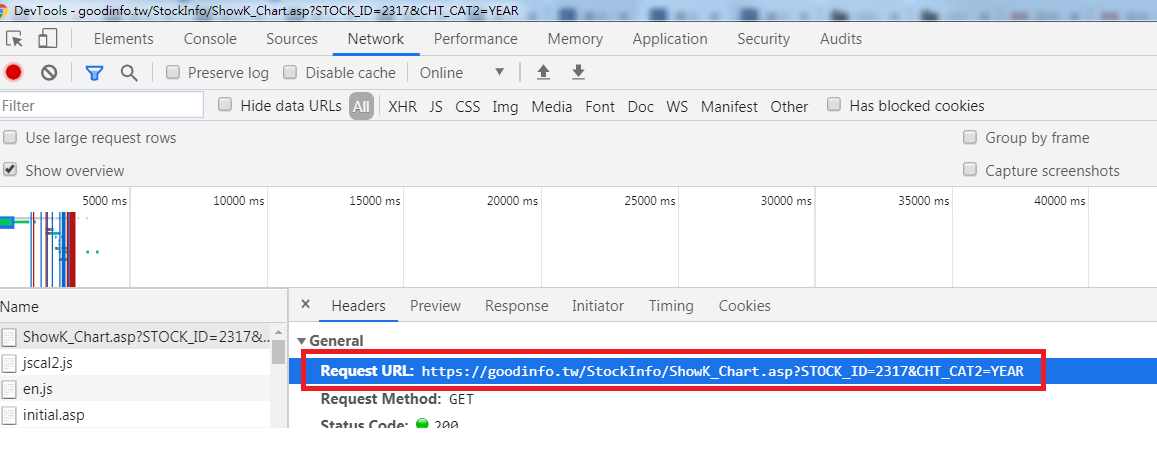 DevTools - goodinfo.tw/StockInfo/ShowK_Chart.asp?STOCK_ID=2317&CHT_CAT2=YEAR
Elements Console Sources Network Performance Memory Application Security Audits
Preserve log Disable cache Online
Filter Hide data URLs All XHR JS CSS Img Media Font Doc WS Manifest Other Has blocked cookies
Use large request rows Group by frame
Show overview Capture screenshots
5000 ms 10000 ms 15000 ms 20000 ms 25000 ms 30000 ms 35000 ms 40000 ms
Name × Headers Preview Response Initiator Timing Cookies
ShowK_Chart.asp?STOCK_ID=2317&.. General
jscal2.js Request URL: https://goodinfo.tw/StockInfo/ShowK_Chart.asp?STOCK_ID=2317&CHT_CAT2=YEAR
en.js Request Method: GET
initial.asp Status Code: 200